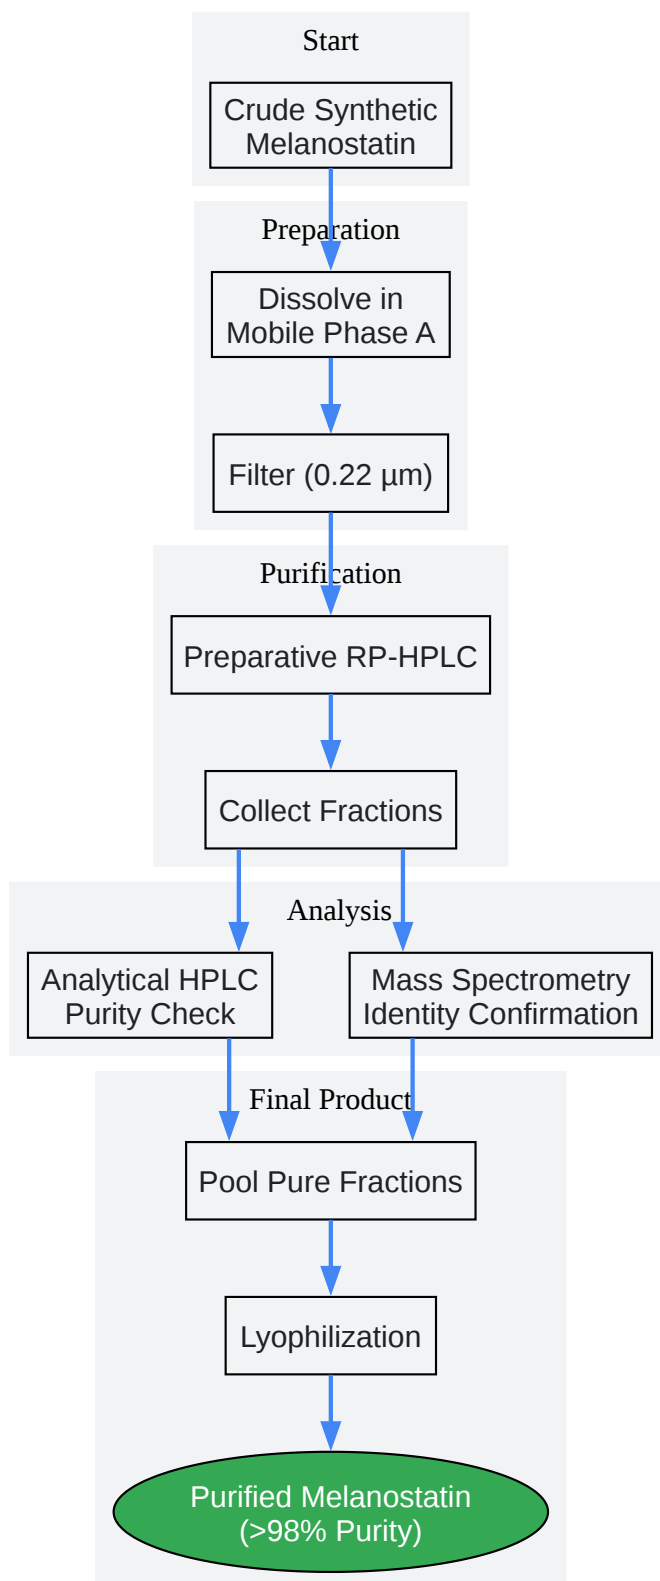 Start
Crude Synthetic
Melanostatin
Preparation
Dissolve in
Mobile Phase A
Filter (0.22 µm)
Purification
Preparative RP-HPLC
Collect Fractions
Analysis
Analytical HPLC
Purity Check
Mass Spectrometry
Identity Confirmation
Final Product
Pool Pure Fractions
Lyophilization
Purified Melanostatin
(>98% Purity)